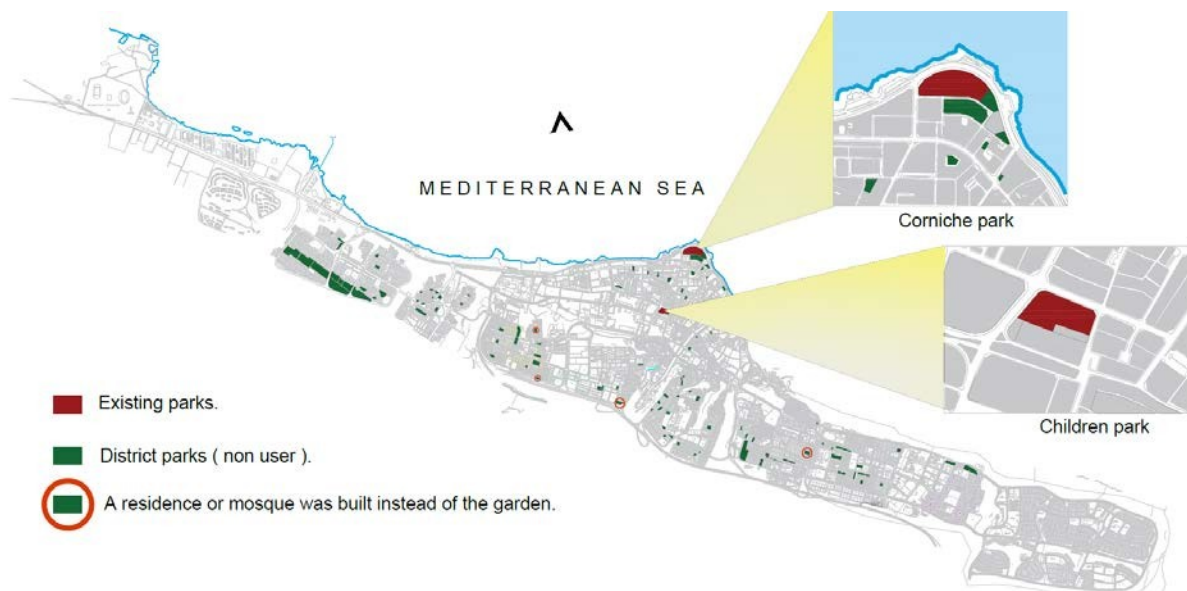 MEDITERRANEAN SEA
Corniche park
Children park
Existing parks.
District parks ( non user ).
A residence or mosque was built instead of the garden.